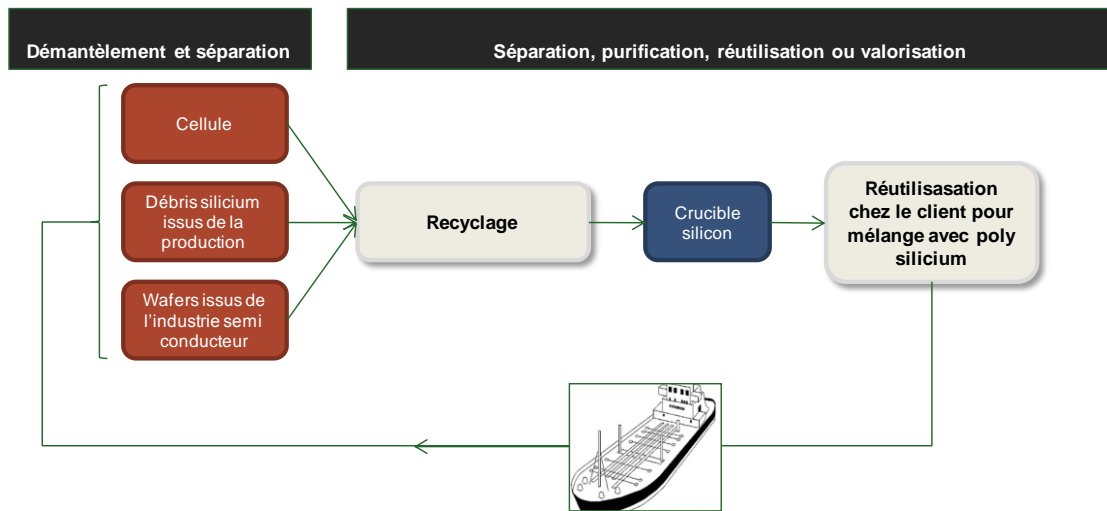 Démantèlement et séparation
Séparation, purification, réutilisation ou valorisation
Cellule
Débris silicium
issus de la
production
Wafers issus de
l'industrie semi
conducteur
Recyclage
Crucible
silicon
Réutilisasation
chez le client pour
mélange avec poly
silicium